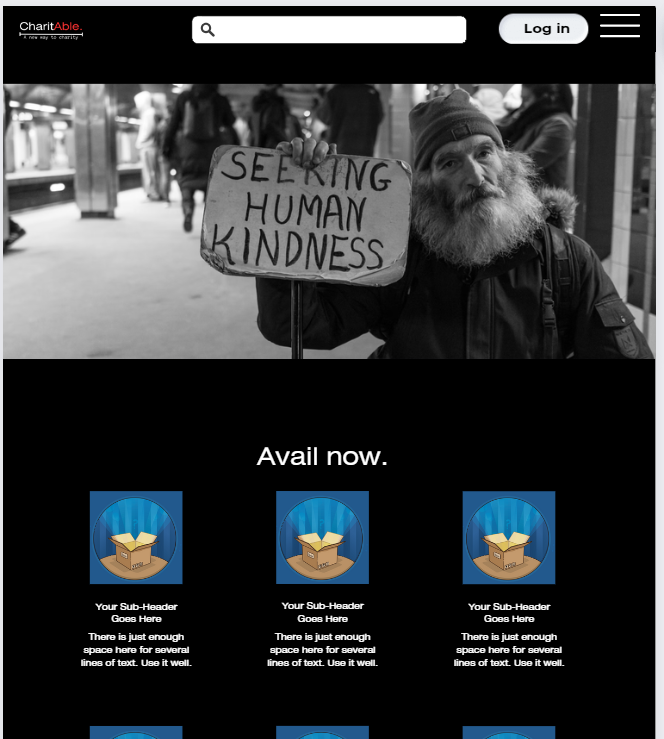 CharitAble.
A new way to charity.
Log in
SEEKING
HUMAN
KINDNESS
Avail now.
Your Sub-Header
Goes Here
There is just enough
space here for several
lines of text. Use it well.
Your Sub-Header
Goes Here
There is just enough
space here for several
lines of text. Use it well.
Your Sub-Header
Goes Here
There is just enough
space here for several
lines of text. Use it well.